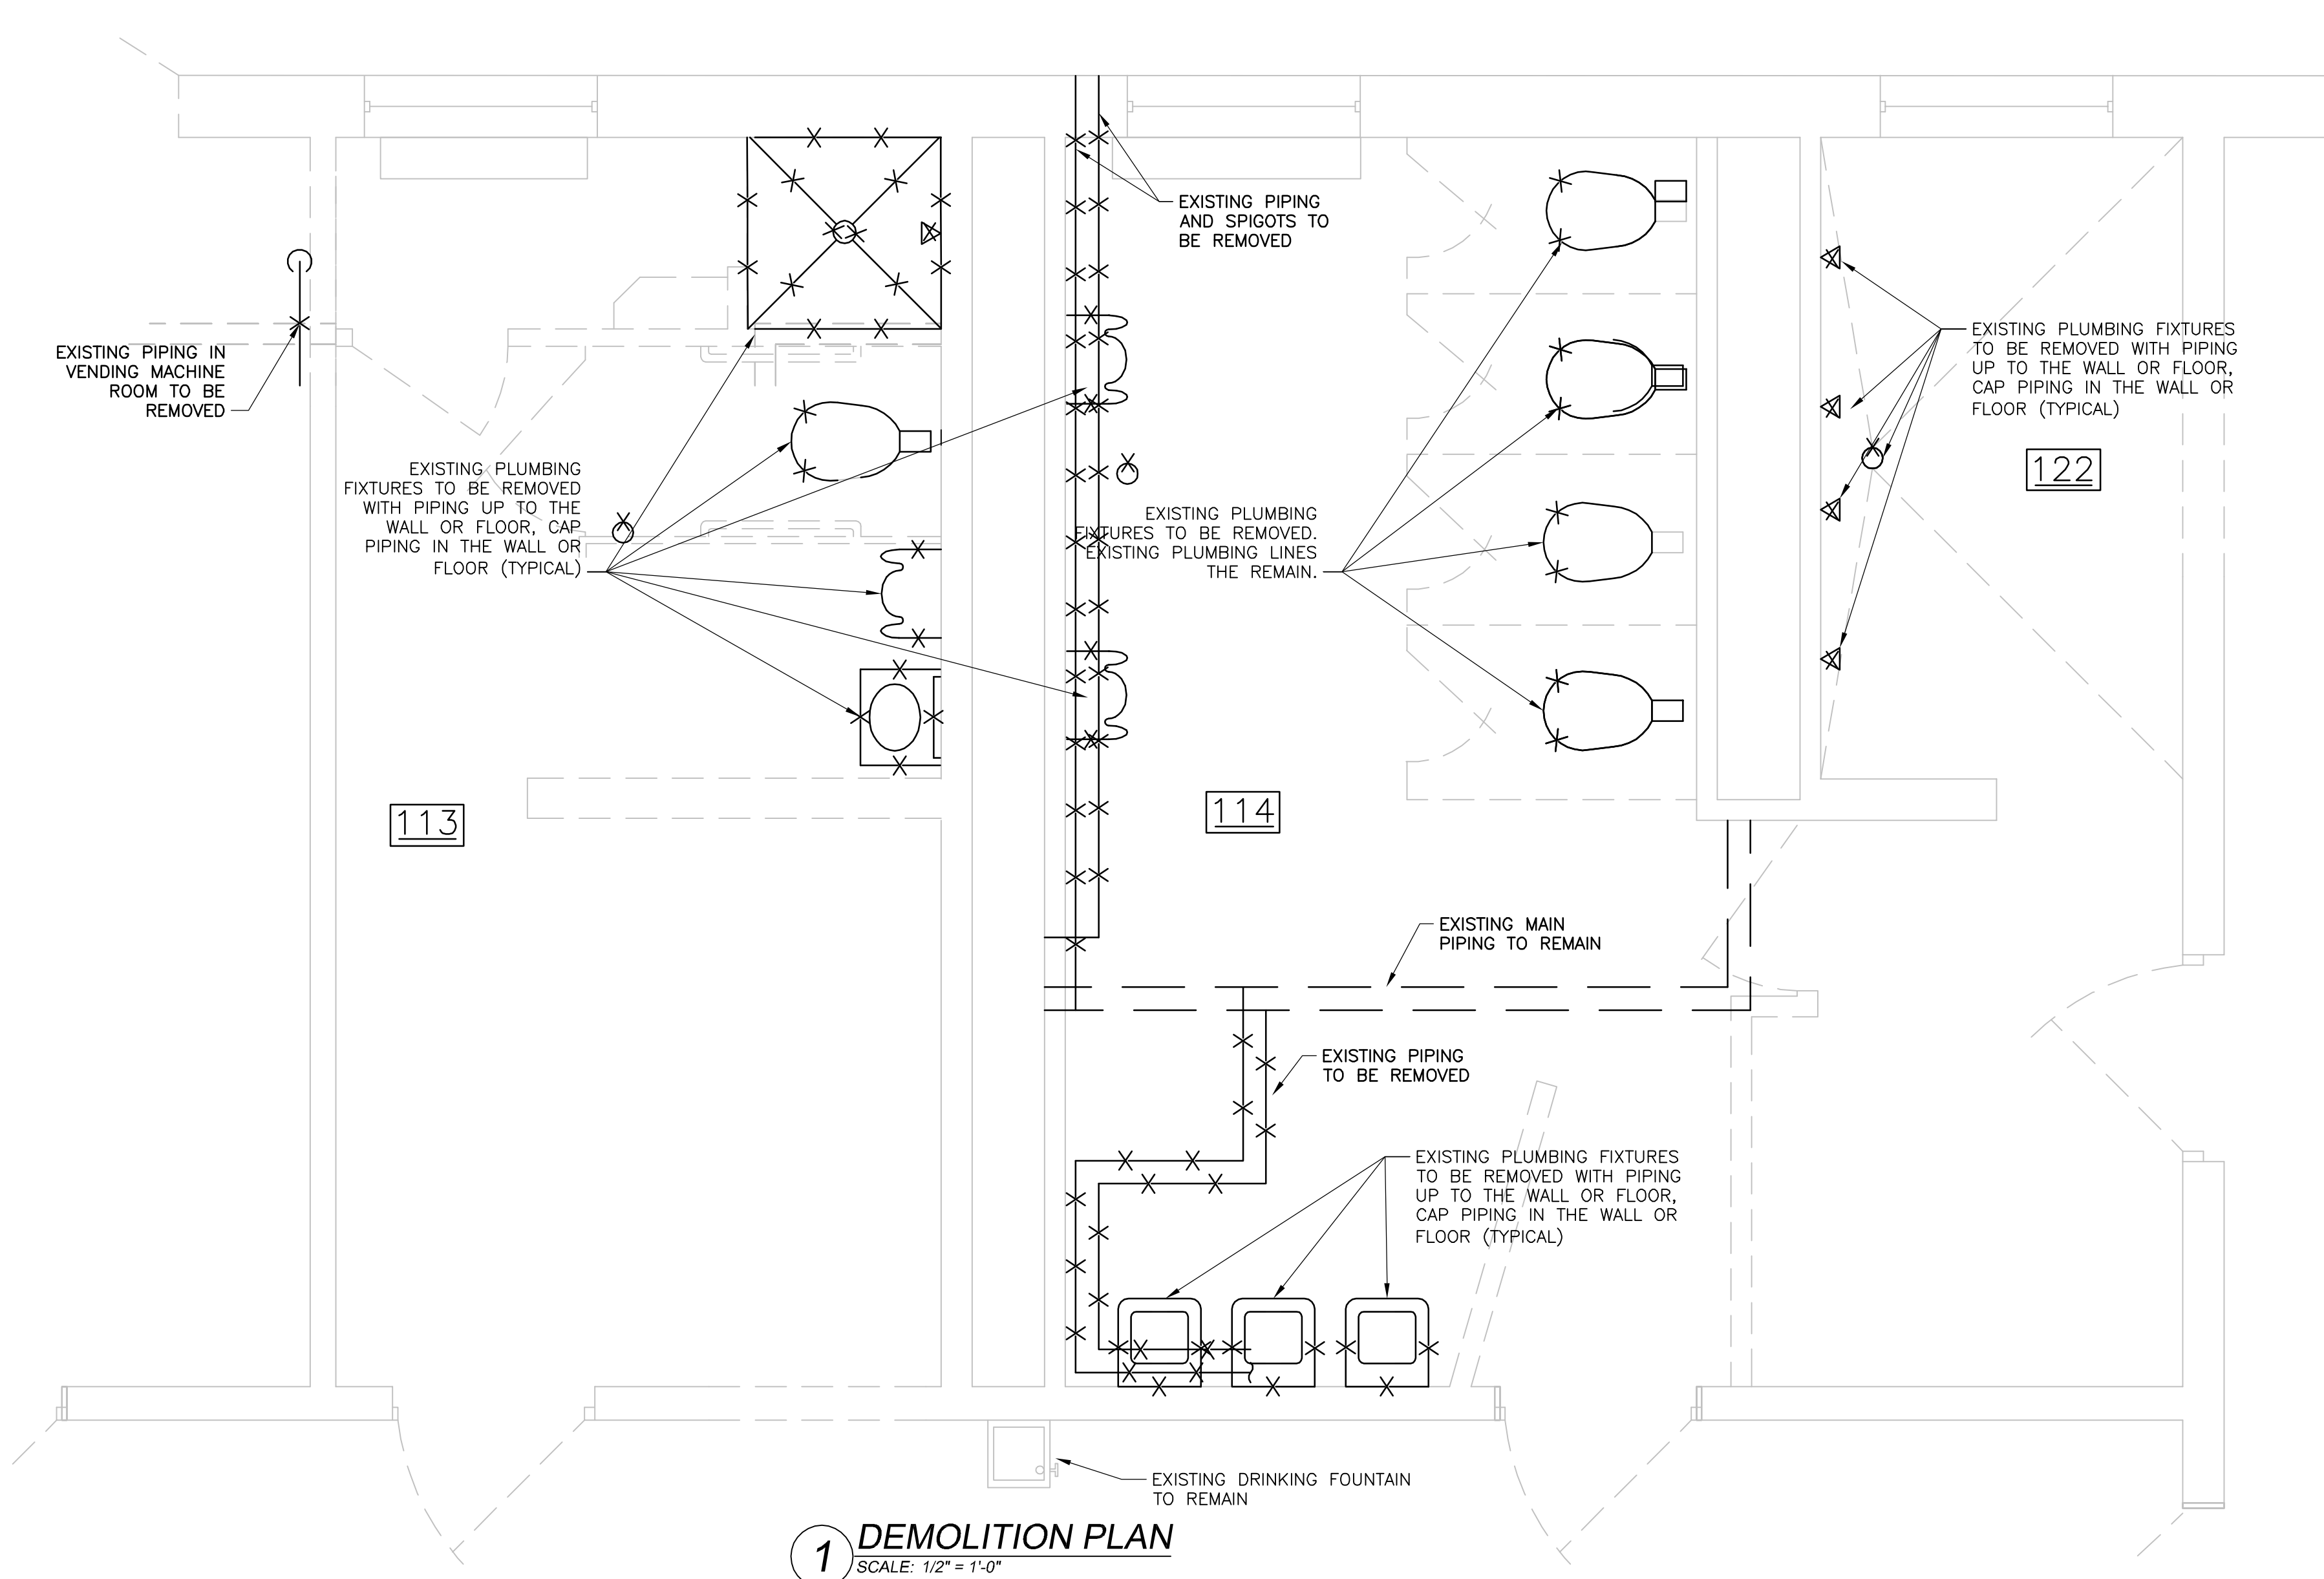 EXISTING PIPING
AND SPIGOTS TO
BE REMOVED
EXISTING PIPING IN
VENDING MACHINE
ROOM TO BE
REMOVED
EXISTING PLUMBING FIXTURES
TO BE REMOVED WITH PIPING
UP TO THE WALL OR FLOOR,
CAP PIPING IN THE WALL OR
FLOOR (TYPICAL)
122
EXISTING PLUMBING
FIXTURES TO BE REMOVED
WITH PIPING UP TO THE
WALL OR FLOOR, CAP
PIPING IN THE WALL OR
FLOOR (TYPICAL)
EXISTING PLUMBING
FIXTURES TO BE REMOVED.
EXISTING PLUMBING LINES
THE REMAIN.
113
114
EXISTING MAIN
PIPING TO REMAIN
EXISTING PIPING
TO BE REMOVED
EXISTING PLUMBING FIXTURES
TO BE REMOVED WITH PIPING
UP TO THE WALL OR FLOOR,
CAP PIPING IN THE WALL OR
FLOOR (TYPICAL)
EXISTING DRINKING FOUNTAIN
TO REMAIN
1 DEMOLITION PLAN
SCALE: 1/2" = 1'-0"